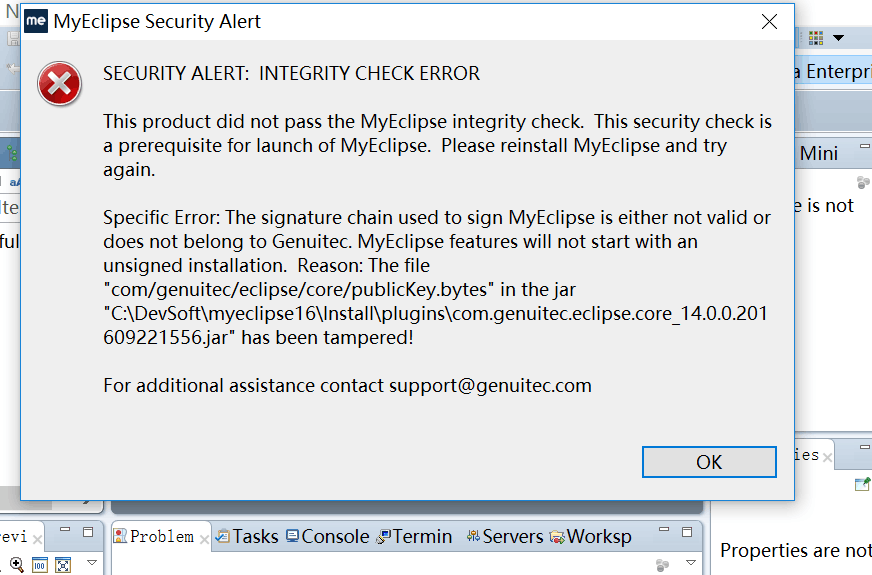 N
me MyEclipse Security Alert
SECURITY ALERT: INTEGRITY CHECK ERROR
a Enterpri
This product did not pass the MyEclipse integrity check. This security check is
a prerequisite for launch of MyEclipse. Please reinstall MyEclipse and try
again.
Mini
e is not
Specific Error: The signature chain used to sign MyEclipse is either not valid or
does not belong to Genuitec. MyEclipse features will not start with an
unsigned installation. Reason: The file
"com/genuitec/eclipse/core/publicKey.bytes" in the jar
"C:\DevSoft\myeclipse16\Install\plugins\com.genuitec.eclipse.core_14.0.0.201
609221556.jar" has been tampered!
For additional assistance contact support@genuitec.com
OK
ies
revi
Problem
Tasks
Console
Termin
Servers
Worksp
100
Properties are not